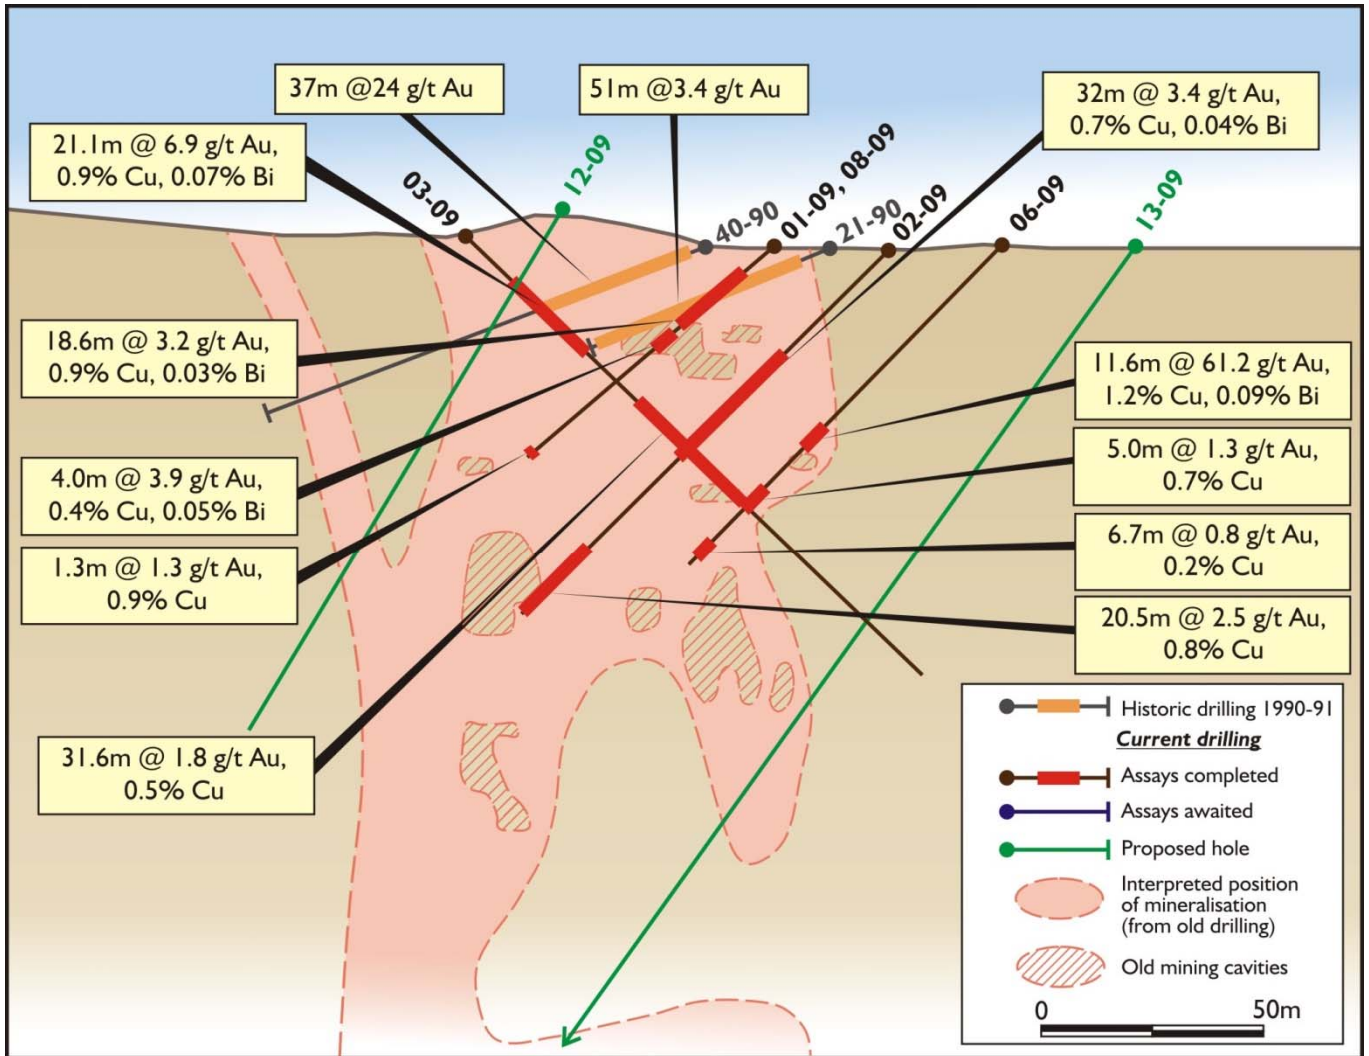 37m @24 g/t Au
51m @3.4 g/t Au
32m @ 3.4 g/t Au,
0.7% Cu, 0.04% Bi
21.1m @ 6.9 g/t Au,
0.9% Cu, 0.07% Bi
03-09
12-09
40-90
01-09, 08-09
21-90
02-09
06-09
13-09
18.6m @ 3.2 g/t Au,
0.9% Cu, 0.03% Bi
11.6m @ 61.2 g/t Au,
1.2% Cu, 0.09% Bi
4.0m @ 3.9 g/t Au,
0.4% Cu, 0.05% Bi
5.0m @ 1.3 g/t Au,
0.7% Cu
1.3m @ 1.3 g/t Au,
0.9% Cu
6.7m @ 0.8 g/t Au,
0.2% Cu
20.5m @ 2.5 g/t Au,
0.8% Cu
31.6m @ 1.8 g/t Au,
0.5% Cu
Historic drilling 1990-91
Current drilling
Assays completed
Assays awaited
Proposed hole
Interpreted position
of mineralisation
(from old drilling)
Old mining cavities
0 50m